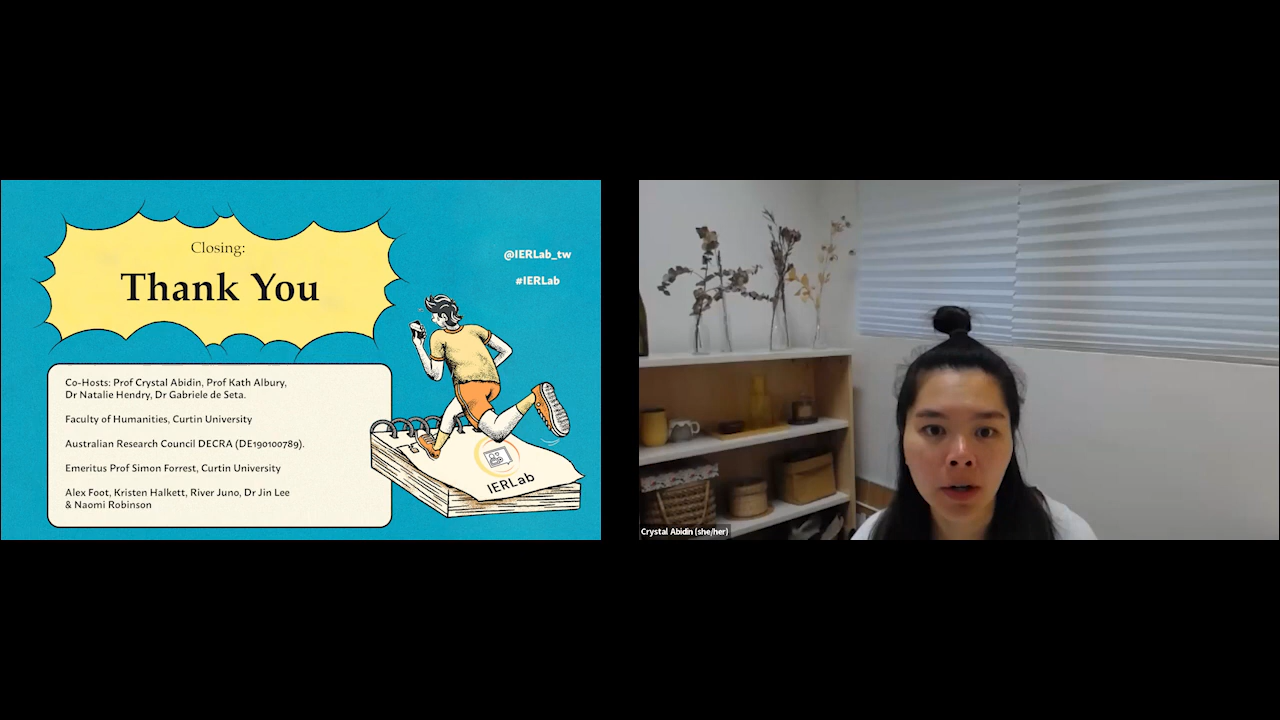 Closing:
Thank You
@IERLab_tw
#IERLab
Co-Hosts: Prof Crystal Abidin, Prof Kath Albury,
Dr Natalie Hendry, Dr Gabriele de Seta.
Faculty of Humanities, Curtin University
Australian Research Council DECRA (DE190100789).
Emeritus Prof Simon Forrest, Curtin University
Alex Foot, Kristen Halkett, River Juno, Dr Jin Lee
& Naomi Robinson
IERLab
Crystal Abidin (she/her)